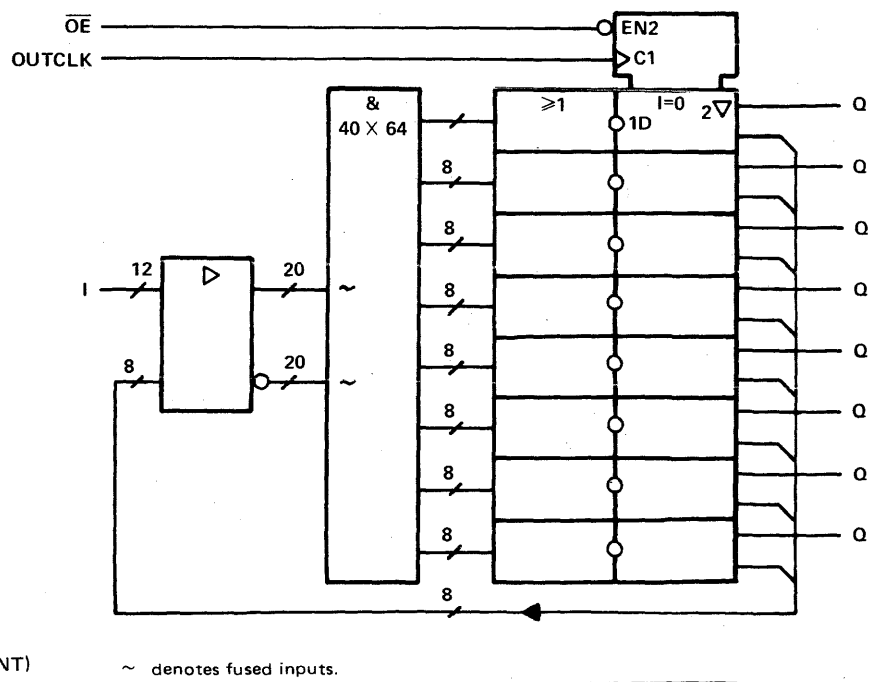 OE
EN2
OUTCLK
C1
&
40 X 64
≥1
I=0
2▽
1D
Q
8
Q
8
Q
12
20
8
Q
I
▷
~
8
20
8
Q
~
8
Q
8
Q
8
Q
8
NT)
~ denotes fused inputs.